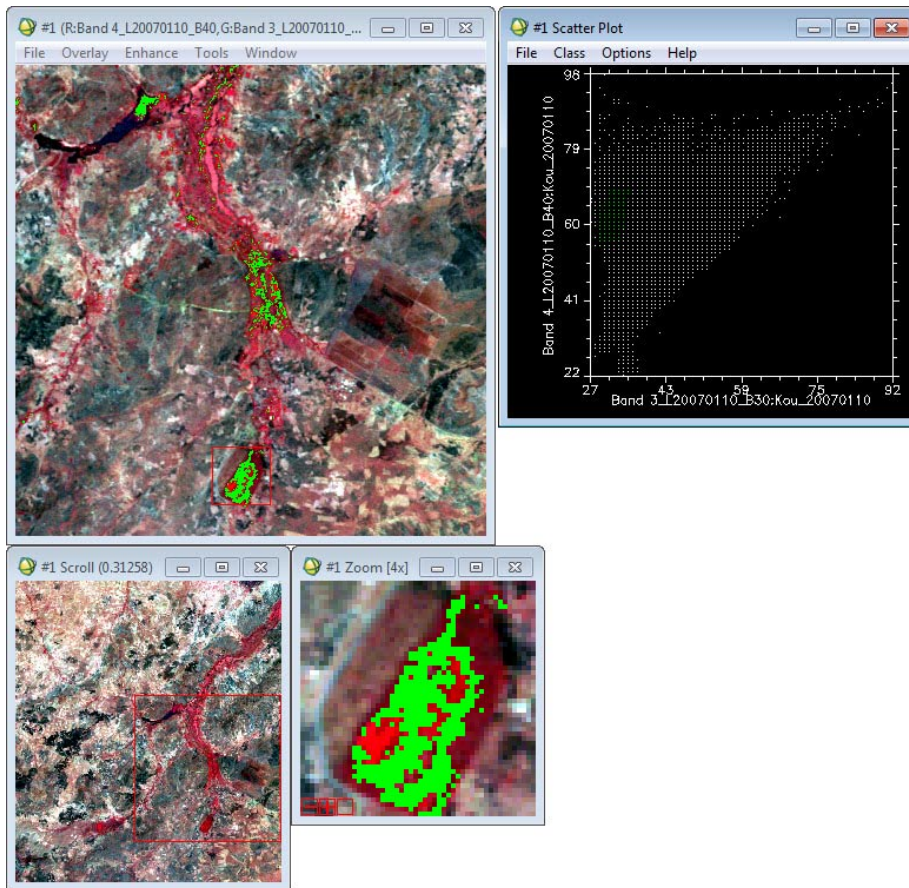 #1 (R:Band 4_L20070110_B40,G:Band 3_L20070110_...
File Overlay Enhance Tools Window
#1 Scatter Plot
File Class Options Help
98
79
60
41
22
Band 4_L20070110_B40:Kou_20070110
27 43 59 75 92
Band 3_L20070110_B30:Kou_20070110
#1 Scroll (0.31258)
#1 Zoom [4x]